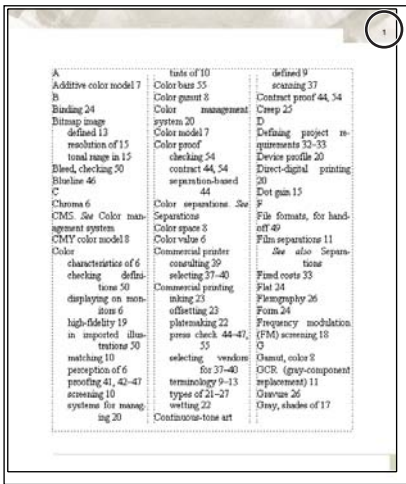 1
A
Additive color model 7
B
Binding 24
Bitmap image
defined 13
resolution of 15
tonal range in 15
Bleed, checking 50
Blueline 46
C
Chroma 6
CMS. See Color man-
agement system
CMY color model 8
Color
characteristics of 6
checking defini-
tions 50
displaying on mon-
itors 6
high-fidelity 19
in imported illus-
trations 50
matching 10
perception of 6
proofing 41, 42–47
screening 10
systems for manag-
ing 20
tints of 10
Color bars 55
Color gamut 8
Color management
system 20
Color model 7
Color proof
checking 54
contract 44, 54
separation-based
44
Color separations. See
Separations
Color space 8
Color value 6
Commercial printer
consulting 39
selecting 37–40
Commercial printing
inking 23
offsetting 23
platemaking 22
press check 44–47,
55
selecting vendors
for 37–40
terminology 9–13
types of 21–27
wetting 22
Continuous-tone art
defined 9
scanning 37
Contract proof 44, 54
Creep 25
D
Defining project re-
quirements 32–33
Device profile 20
Direct-digital printing
20
Dot gain 15
F
File formats, for hand-
off 49
Film separations 11
See also Separa-
tions
Fixed costs 33
Flat 24
Flexography 26
Form 24
Frequency modulation
(FM) screening 18
G
Gamut, color 8
GCR (gray-component
replacement) 11
Gravure 26
Gray, shades of 17